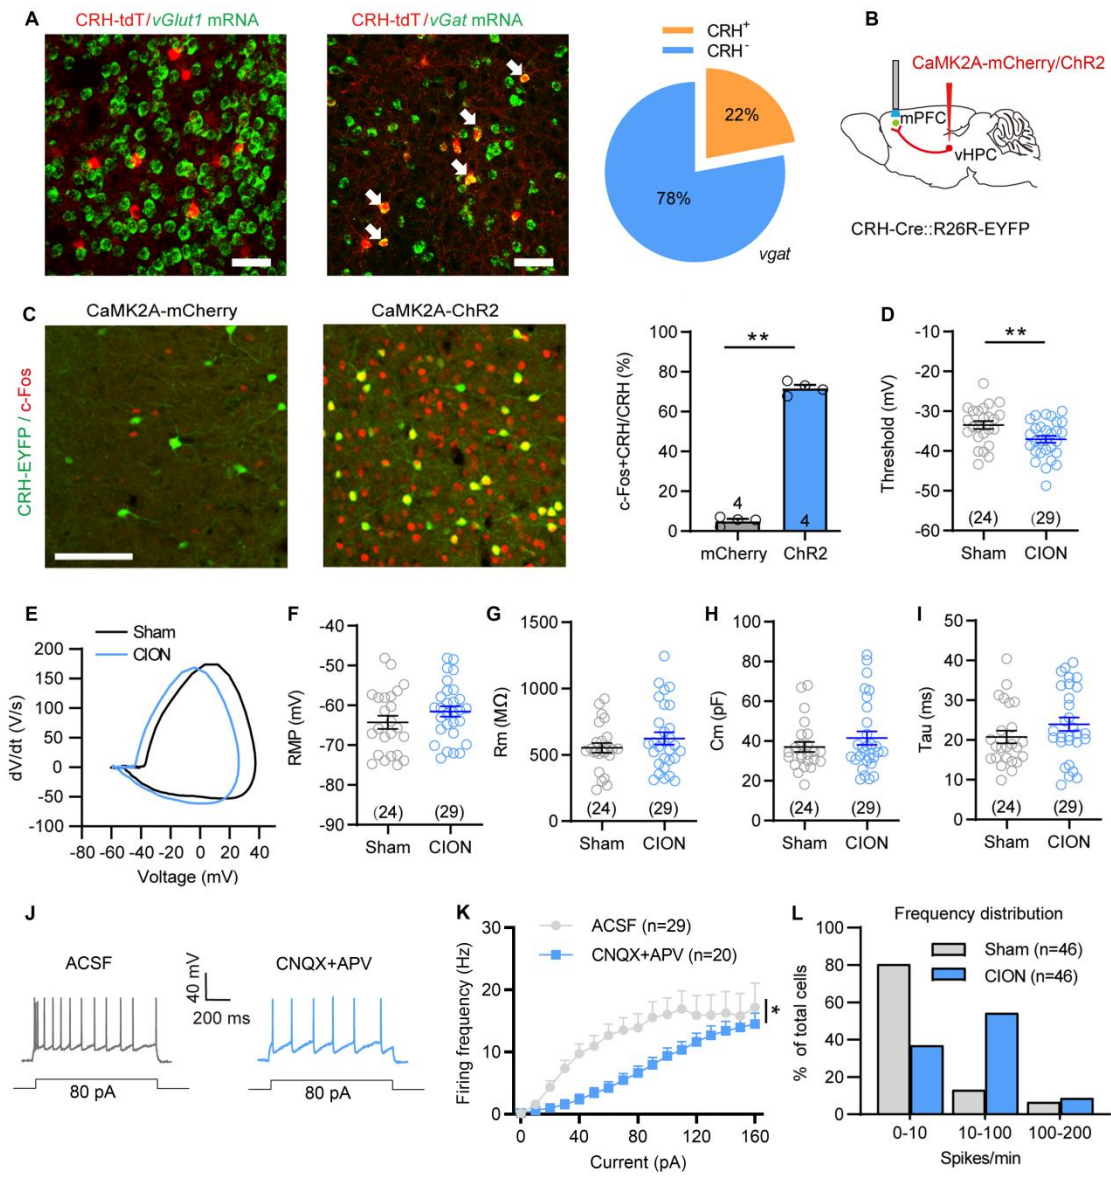 A
CRH-tdT/vGlut1 mRNA
CRH-tdT/vGat mRNA
CRH+
CRH-
22%
78%
vgat
B
CaMK2A-mCherry/ChR2
mPFC
vHPC
CRH-Cre::R26R-EYFP
C
CRH-EYFP / c-Fos
CaMK2A-mCherry
CaMK2A-ChR2
c-Fos+CRH/CRH (%)
100
80
60
40
20
0
**
4
4
mCherry
ChR2
D
Threshold (mV)
-10
-20
-30
-40
-50
-60
**
(24)
(29)
Sham
CION
E
Sham
CION
dV/dt (V/s)
200
150
100
50
0
-50
-100
-80 -60 -40 -20 0 20 40
Voltage (mV)
F
RMP (mV)
-40
-50
-60
-70
-80
-90
(24)
(29)
Sham
CION
G
Rm (MΩ)
1500
1000
500
0
(24)
(29)
Sham
CION
H
Cm (pF)
100
80
60
40
20
0
(24)
(29)
Sham
CION
I
Tau (ms)
50
40
30
20
10
0
(24)
(29)
Sham
CION
J
ACSF
40 mV
200 ms
CNQX+APV
80 pA
80 pA
K
ACSF (n=29)
CNQX+APV (n=20)
Firing frequency (Hz)
30
20
10
0
*
0 40 80 120 160
Current (pA)
L
Frequency distribution
Sham (n=46)
CION (n=46)
% of total cells
100
80
60
40
20
0
0-10 10-100 100-200
Spikes/min